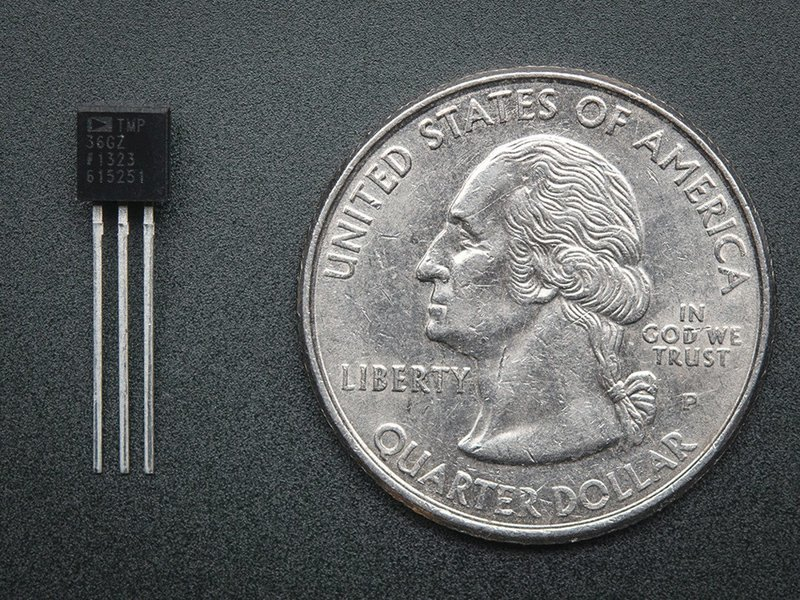 TMP
36GZ
#1323
615251
UNITED STATES OF AMERICA
LIBERTY
IN
GOD WE
TRUST
P
QUARTER DOLLAR